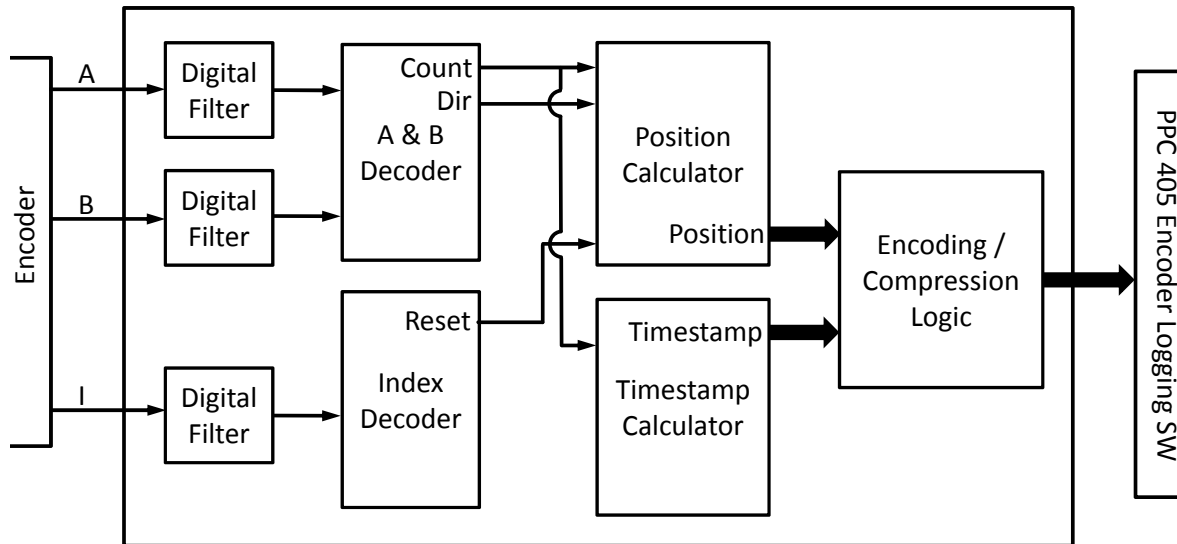 Encoder
A
B
I
Digital
Filter
Digital
Filter
Digital
Filter
Count
Dir
A & B
Decoder
Reset
Index
Decoder
Position
Calculator
Position
Timestamp
Timestamp
Calculator
Encoding /
Compression
Logic
PPC 405 Encoder Logging SW